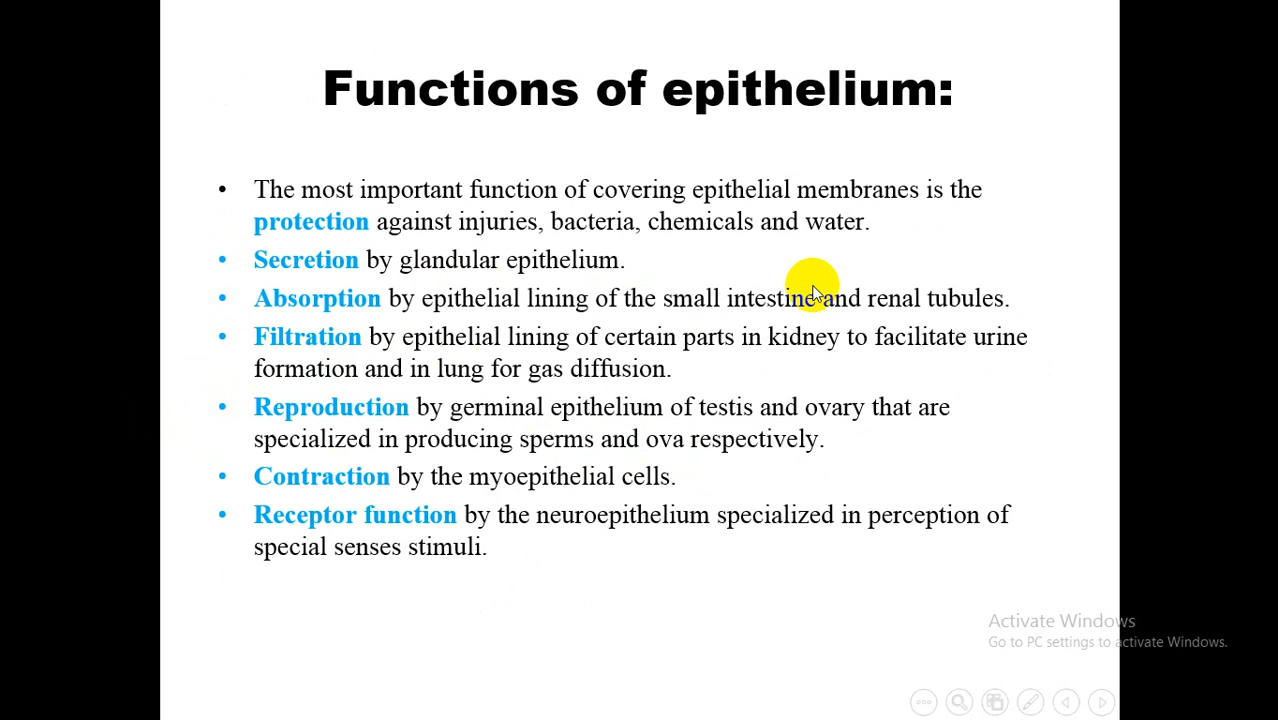 Functions of epithelium:
• The most important function of covering epithelial membranes is the
protection against injuries, bacteria, chemicals and water.
• Secretion by glandular epithelium.
• Absorption by epithelial lining of the small intestine and renal tubules.
• Filtration by epithelial lining of certain parts in kidney to facilitate urine
formation and in lung for gas diffusion.
• Reproduction by germinal epithelium of testis and ovary that are
specialized in producing sperms and ova respectively.
• Contraction by the myoepithelial cells.
• Receptor function by the neuroepithelium specialized in perception of
special senses stimuli.
Activate Windows
Go to PC settings to activate Windows.